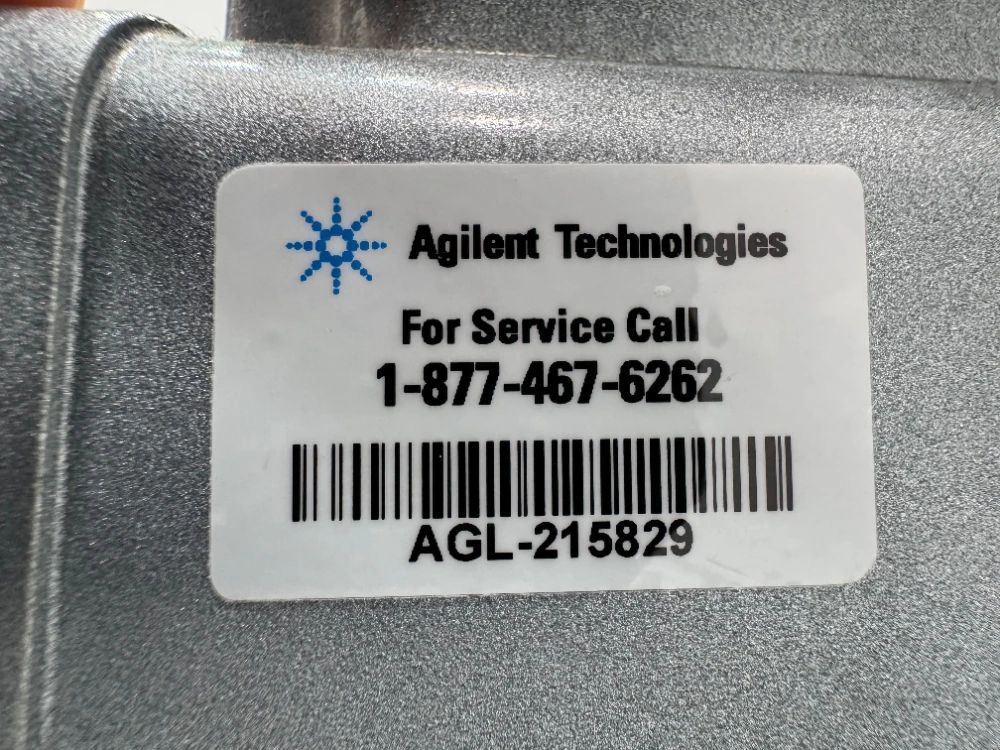 Agilent Technologies
For Service Call
1-877-467-6262
AGL-215829